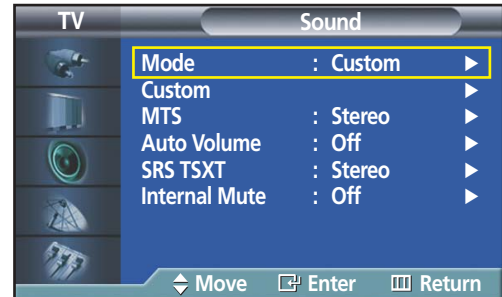 TV Sound
Mode : Custom
Custom
MTS : Stereo
Auto Volume : Off
SRS TSXT : Stereo
Internal Mute : Off
Move Enter Return